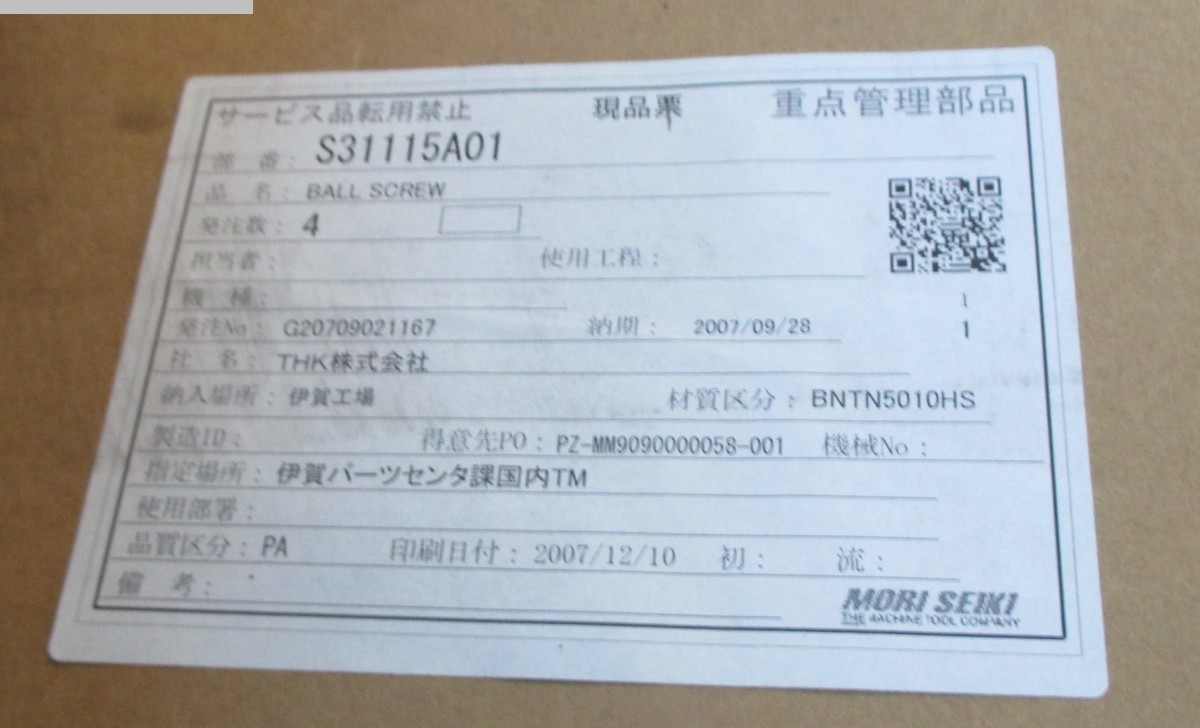 サービス品転用禁止 現品票 重点管理部品
部 番: S31115A01
品 名: BALL SCREW
発注数: 4
担当者: 使用工程:
機 種: 1
発注No: G20709021167 納期: 2007/09/28 1
社 名: THK株式会社
納入場所: 伊賀工場 材質区分: BNTN5010HS
製造ID: 得意先PO: PZ-MM9090000058-001 機械No:
指定場所: 伊賀パーツセンタ課国内TM
使用部署:
品質区分: PA 印刷日付: 2007/12/10 初: 流:
備 考:
MORI SEIKI
THE MACHINE TOOL COMPANY